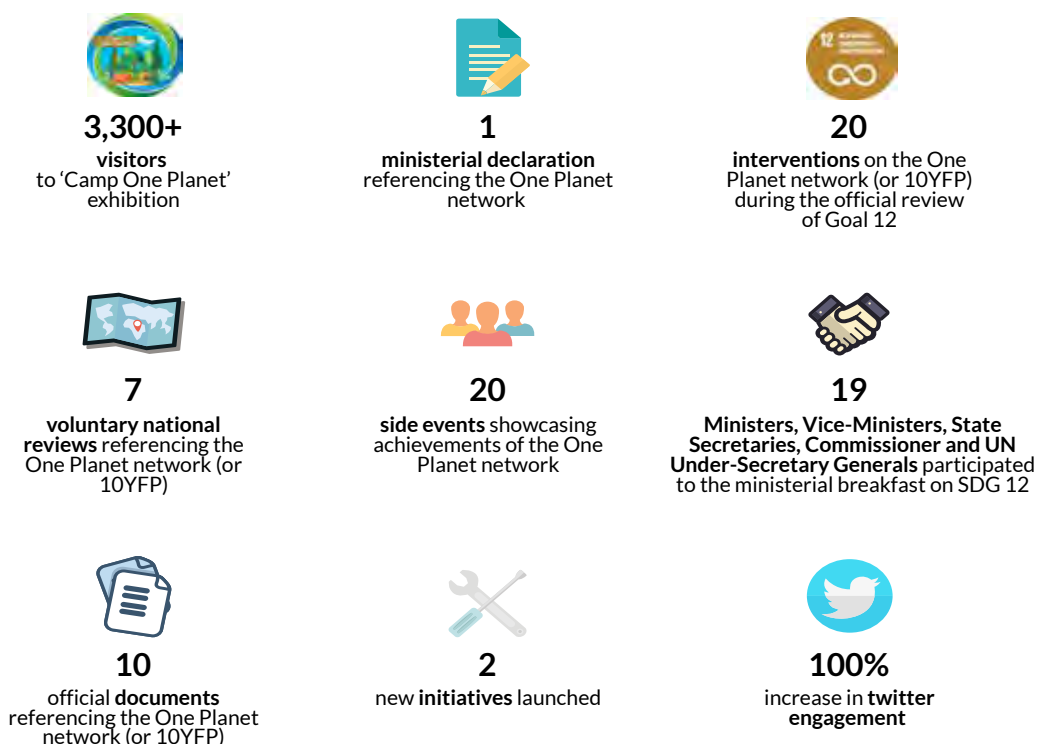 3,300+
visitors
to ‘Camp One Planet’
exhibition
1
ministerial declaration
referencing the One Planet
network
12
20
interventions on the One
Planet network (or 10YFP)
during the official review
of Goal 12
7
voluntary national
reviews referencing the
One Planet network (or
10YFP)
20
side events showcasing
achievements of the One
Planet network
19
Ministers, Vice-Ministers, State
Secretaries, Commissioner and UN
Under-Secretary Generals participated
to the ministerial breakfast on SDG 12
10
official documents
referencing the One Planet
network (or 10YFP)
2
new initiatives launched
100%
increase in twitter
engagement